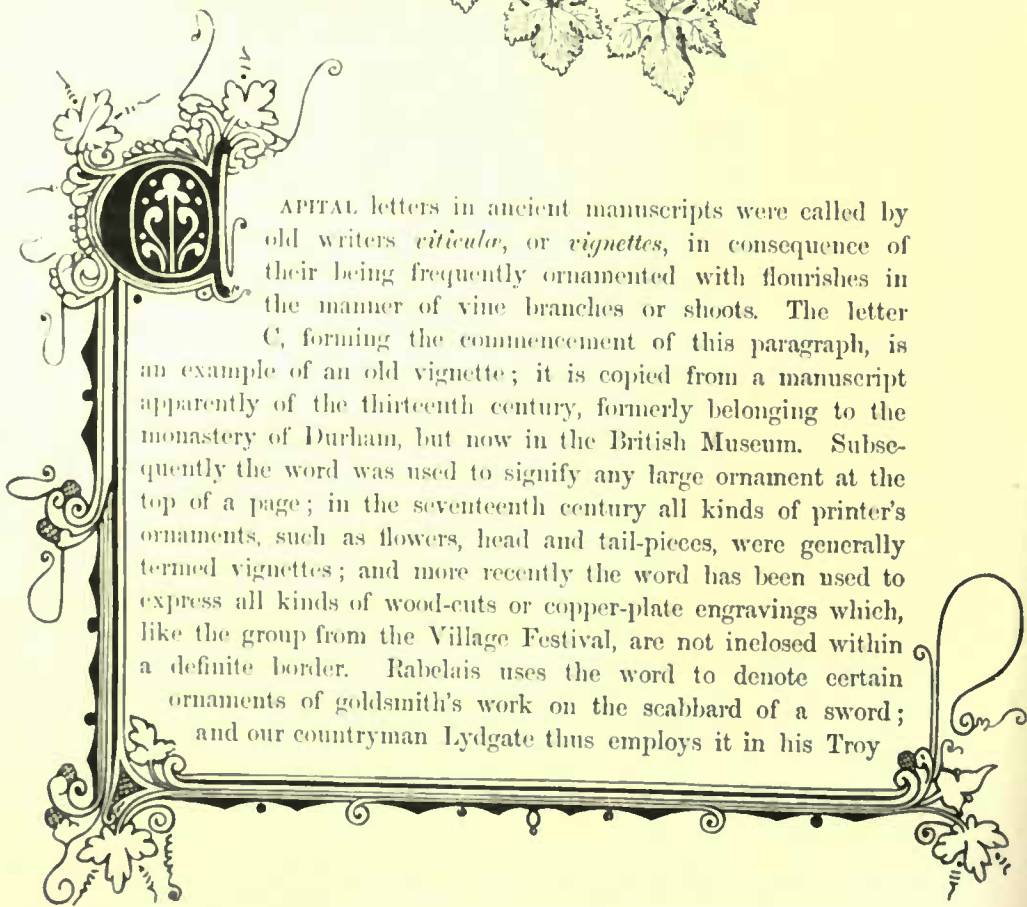 CAPITAL letters in ancient manuscripts were called by
old writers viticulæ, or vignettes, in consequence of
their being frequently ornamented with flourishes in
the manner of vine branches or shoots. The letter
C, forming the commencement of this paragraph, is
an example of an old vignette; it is copied from a manuscript
apparently of the thirteenth century, formerly belonging to the
monastery of Durham, but now in the British Museum. Subse-
quently the word was used to signify any large ornament at the
top of a page; in the seventeenth century all kinds of printer's
ornaments, such as flowers, head and tail-pieces, were generally
termed vignettes; and more recently the word has been used to
express all kinds of wood-cuts or copper-plate engravings which,
like the group from the Village Festival, are not inclosed within
a definite border. Rabelais uses the word to denote certain
ornaments of goldsmith's work on the scabbard of a sword;
and our countryman Lydgate thus employs it in his Troy